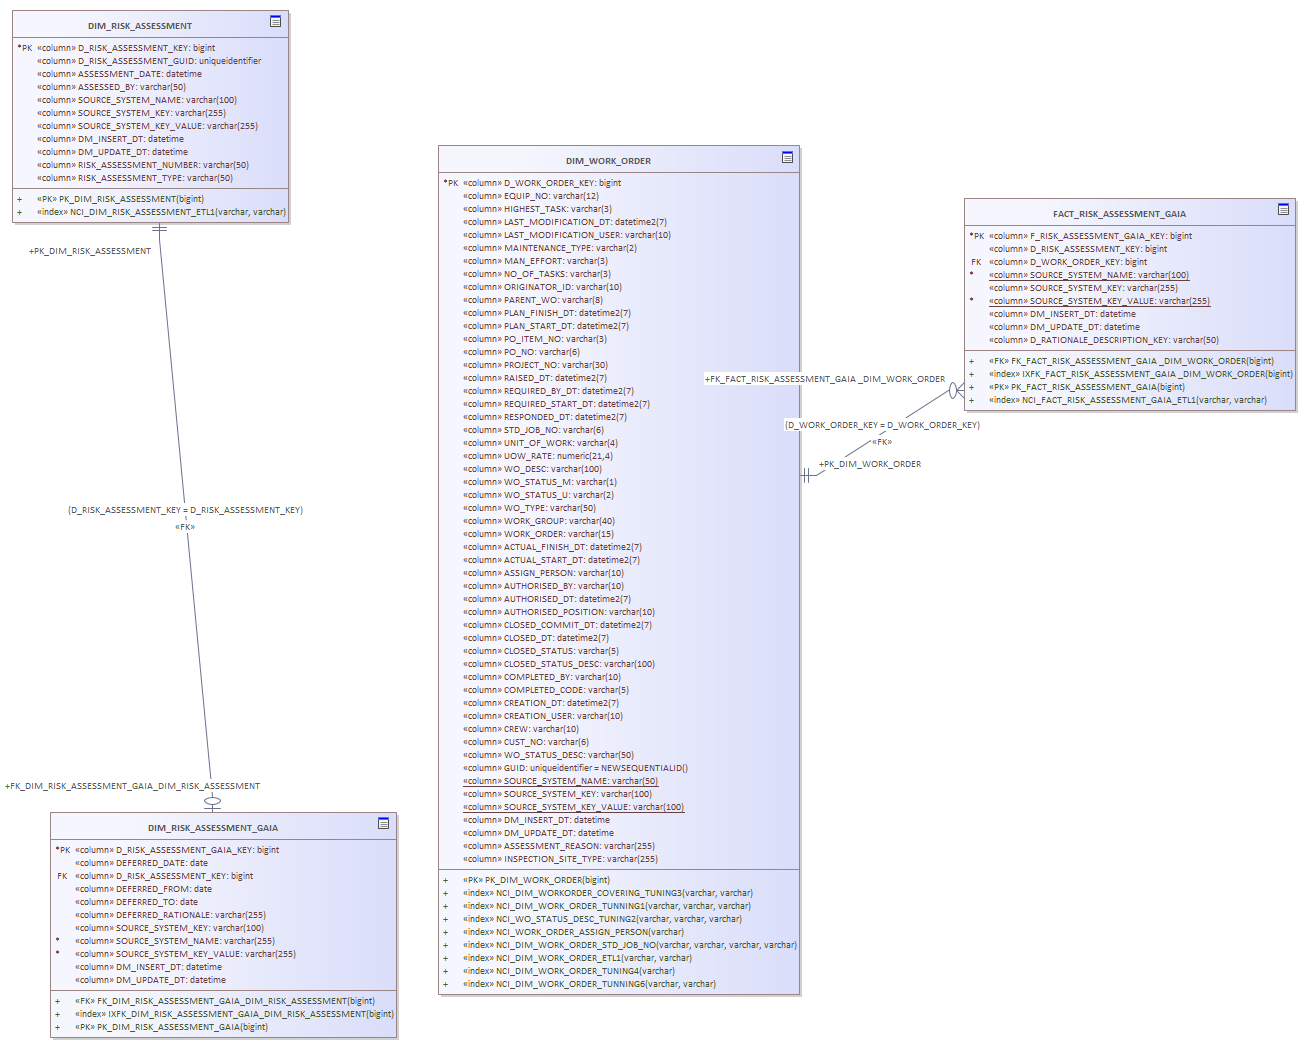 DIM_RISK_ASSESSMENT
*PK «column» D_RISK_ASSESSMENT_KEY: bigint
«column» D_RISK_ASSESSMENT_GUID: uniqueidentifier
«column» ASSESSMENT_DATE: datetime
«column» ASSESSED_BY: varchar(50)
«column» SOURCE_SYSTEM_NAME: varchar(100)
«column» SOURCE_SYSTEM_KEY: varchar(255)
«column» SOURCE_SYSTEM_KEY_VALUE: varchar(255)
«column» DM_INSERT_DT: datetime
«column» DM_UPDATE_DT: datetime
«column» RISK_ASSESSMENT_NUMBER: varchar(50)
«column» RISK_ASSESSMENT_TYPE: varchar(50)
+ «PK» PK_DIM_RISK_ASSESSMENT(bigint)
+ «index» NCI_DIM_RISK_ASSESSMENT_ETL1(varchar, varchar)
+PK_DIM_RISK_ASSESSMENT
(D_RISK_ASSESSMENT_KEY = D_RISK_ASSESSMENT_KEY)
«FK»
+FK_DIM_RISK_ASSESSMENT_GAIA_DIM_RISK_ASSESSMENT
DIM_RISK_ASSESSMENT_GAIA
*PK «column» D_RISK_ASSESSMENT_GAIA_KEY: bigint
«column» DEFERRED_DATE: date
FK «column» D_RISK_ASSESSMENT_KEY: bigint
«column» DEFERRED_FROM: date
«column» DEFERRED_TO: date
«column» DEFERRED_RATIONALE: varchar(255)
«column» SOURCE_SYSTEM_KEY: varchar(100)
* «column» SOURCE_SYSTEM_NAME: varchar(255)
* «column» SOURCE_SYSTEM_KEY_VALUE: varchar(255)
«column» DM_INSERT_DT: datetime
«column» DM_UPDATE_DT: datetime
+ «FK» FK_DIM_RISK_ASSESSMENT_GAIA_DIM_RISK_ASSESSMENT(bigint)
+ «index» IXFK_DIM_RISK_ASSESSMENT_GAIA_DIM_RISK_ASSESSMENT(bigint)
+ «PK» PK_DIM_RISK_ASSESSMENT_GAIA(bigint)
DIM_WORK_ORDER
*PK «column» D_WORK_ORDER_KEY: bigint
«column» EQUIP_NO: varchar(12)
«column» HIGHEST_TASK: varchar(3)
«column» LAST_MODIFICATION_DT: datetime2(7)
«column» LAST_MODIFICATION_USER: varchar(10)
«column» MAINTENANCE_TYPE: varchar(2)
«column» MAN_EFFORT: varchar(3)
«column» NO_OF_TASKS: varchar(3)
«column» ORIGINATOR_ID: varchar(10)
«column» PARENT_WO: varchar(8)
«column» PLAN_FINISH_DT: datetime2(7)
«column» PLAN_START_DT: datetime2(7)
«column» PO_ITEM_NO: varchar(3)
«column» PO_NO: varchar(6)
«column» PROJECT_NO: varchar(30)
«column» RAISED_DT: datetime2(7)
«column» REQUIRED_BY_DT: datetime2(7)
«column» REQUIRED_START_DT: datetime2(7)
«column» RESPONDED_DT: datetime2(7)
«column» STD_JOB_NO: varchar(6)
«column» UNIT_OF_WORK: varchar(4)
«column» UOW_RATE: numeric(21,4)
«column» WO_DESC: varchar(100)
«column» WO_STATUS_M: varchar(1)
«column» WO_STATUS_U: varchar(2)
«column» WO_TYPE: varchar(50)
«column» WORK_GROUP: varchar(40)
«column» WORK_ORDER: varchar(15)
«column» ACTUAL_FINISH_DT: datetime2(7)
«column» ACTUAL_START_DT: datetime2(7)
«column» ASSIGN_PERSON: varchar(10)
«column» AUTHORISED_BY: varchar(10)
«column» AUTHORISED_DT: datetime2(7)
«column» AUTHORISED_POSITION: varchar(10)
«column» CLOSED_COMMIT_DT: datetime2(7)
«column» CLOSED_DT: datetime2(7)
«column» CLOSED_STATUS: varchar(5)
«column» CLOSED_STATUS_DESC: varchar(100)
«column» COMPLETED_BY: varchar(10)
«column» COMPLETED_CODE: varchar(5)
«column» CREATION_DT: datetime2(7)
«column» CREATION_USER: varchar(10)
«column» CREW: varchar(10)
«column» CUST_NO: varchar(6)
«column» WO_STATUS_DESC: varchar(50)
«column» GUID: uniqueidentifier = NEWSEQUENTIALID()
«column» SOURCE_SYSTEM_NAME: varchar(50)
«column» SOURCE_SYSTEM_KEY: varchar(100)
«column» SOURCE_SYSTEM_KEY_VALUE: varchar(100)
«column» DM_INSERT_DT: datetime
«column» DM_UPDATE_DT: datetime
«column» ASSESSMENT_REASON: varchar(255)
«column» INSPECTION_SITE_TYPE: varchar(255)
+ «PK» PK_DIM_WORK_ORDER(bigint)
+ «index» NCI_DIM_WORKORDER_COVERING_TUNING3(varchar, varchar)
+ «index» NCI_DIM_WORK_ORDER_TUNNING1(varchar, varchar, varchar)
+ «index» NCI_WO_STATUS_DESC_TUNING2(varchar, varchar, varchar)
+ «index» NCI_WORK_ORDER_ASSIGN_PERSON(varchar)
+ «index» NCI_DIM_WORK_ORDER_STD_JOB_NO(varchar, varchar, varchar, varchar)
+ «index» NCI_DIM_WORK_ORDER_ETL1(varchar, varchar)
+ «index» NCI_DIM_WORK_ORDER_TUNING4(varchar)
+ «index» NCI_DIM_WORK_ORDER_TUNNING6(varchar, varchar)
+FK_FACT_RISK_ASSESSMENT_GAIA _DIM_WORK_ORDER
(D_WORK_ORDER_KEY = D_WORK_ORDER_KEY)
«FK»
+PK_DIM_WORK_ORDER
FACT_RISK_ASSESSMENT_GAIA
*PK «column» F_RISK_ASSESSMENT_GAIA_KEY: bigint
«column» D_RISK_ASSESSMENT_KEY: bigint
FK «column» D_WORK_ORDER_KEY: bigint
* «column» SOURCE_SYSTEM_NAME: varchar(100)
«column» SOURCE_SYSTEM_KEY: varchar(255)
* «column» SOURCE_SYSTEM_KEY_VALUE: varchar(255)
«column» DM_INSERT_DT: datetime
«column» DM_UPDATE_DT: datetime
«column» D_RATIONALE_DESCRIPTION_KEY: varchar(50)
+ «FK» FK_FACT_RISK_ASSESSMENT_GAIA _DIM_WORK_ORDER(bigint)
+ «index» IXFK_FACT_RISK_ASSESSMENT_GAIA _DIM_WORK_ORDER(bigint)
+ «PK» PK_FACT_RISK_ASSESSMENT_GAIA(bigint)
+ «index» NCI_FACT_RISK_ASSESSMENT_GAIA_ETL1(varchar, varchar)